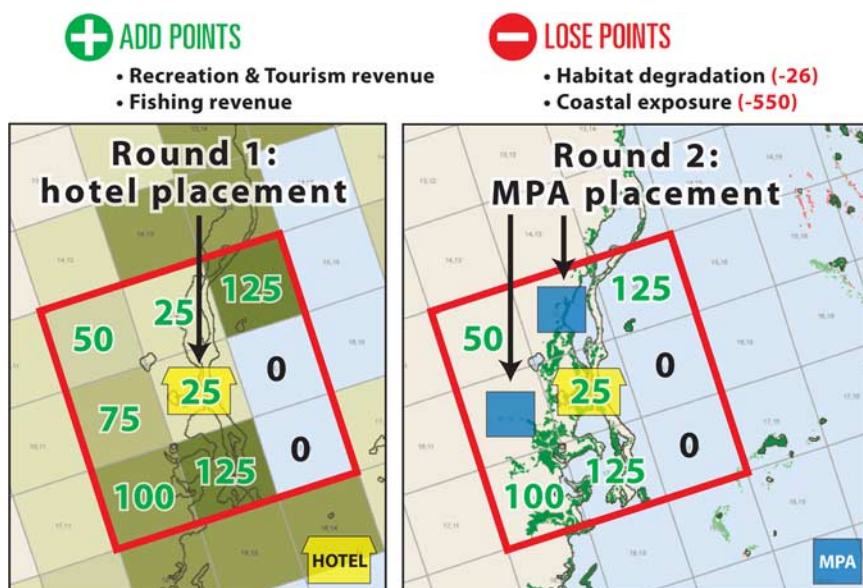 ADD POINTS
• Recreation & Tourism revenue
• Fishing revenue
LOSE POINTS
• Habitat degradation (-26)
• Coastal exposure (-550)
Round 1:
hotel placement
125
25
50
0
25
75
0
125
100
HOTEL
Round 2:
MPA placement
125
50
0
25
0
125
100
MPA